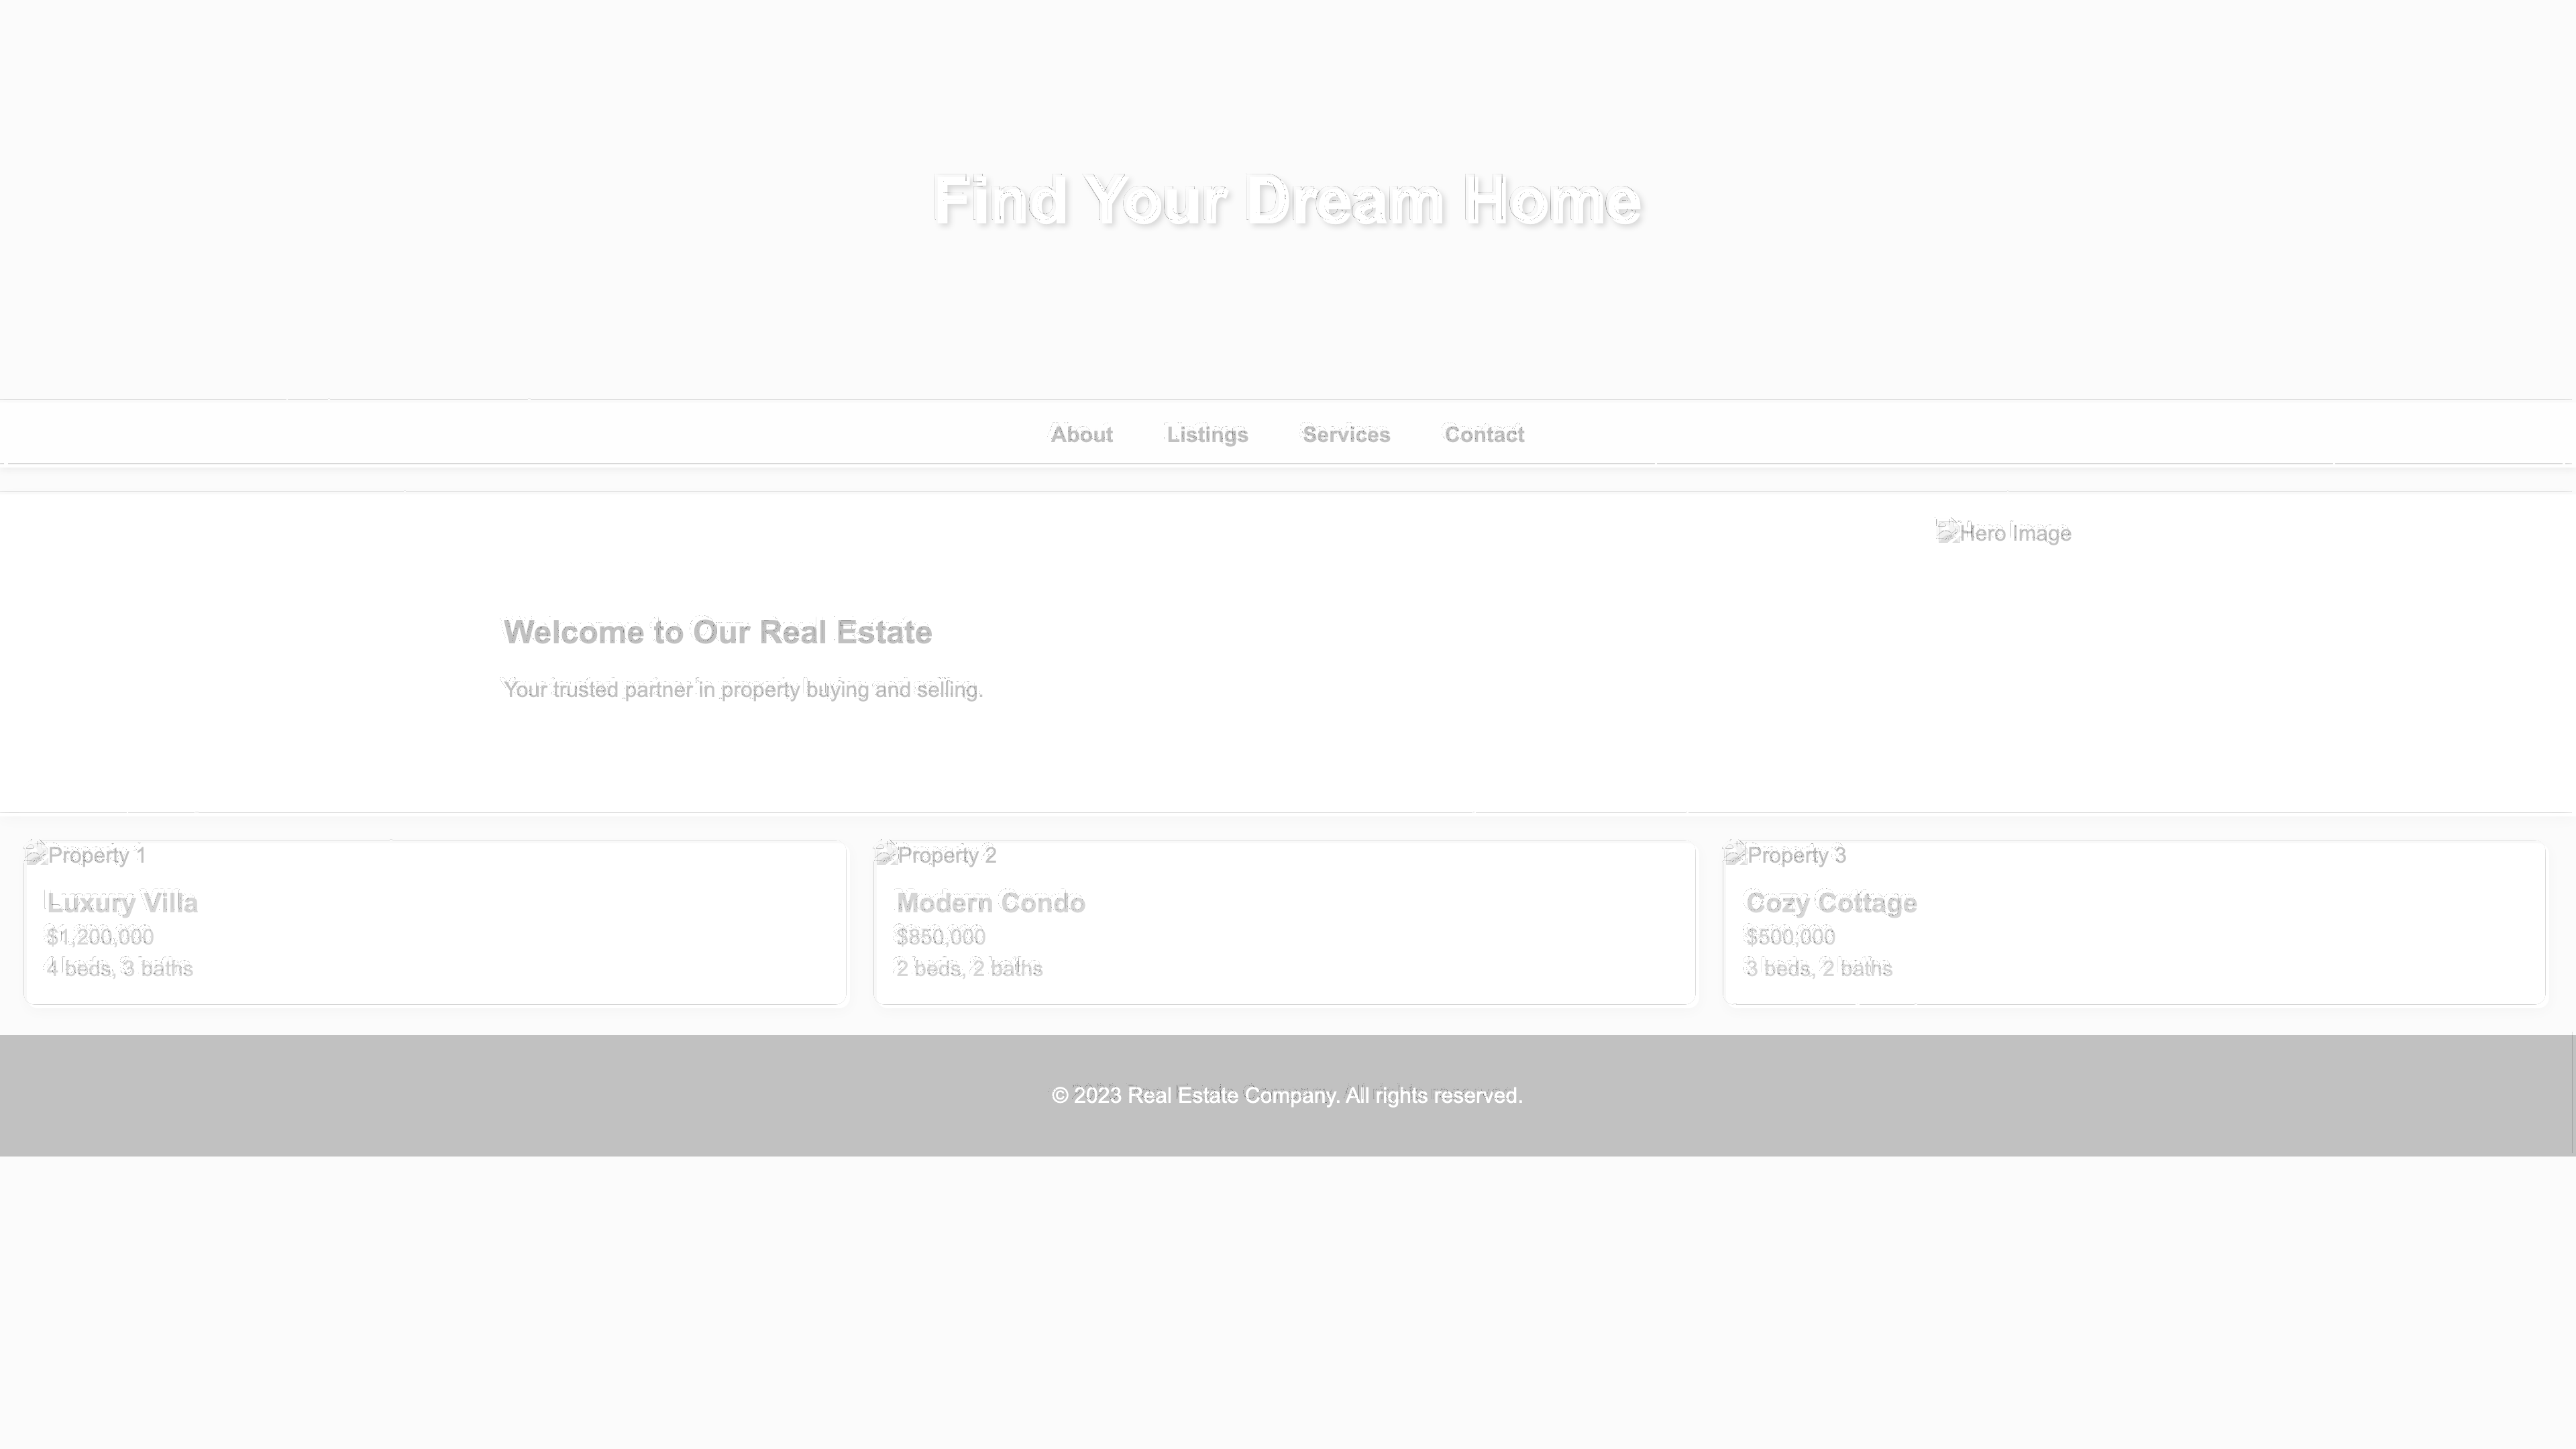 Find Your Dream Home
About Listings Services Contact
Hero Image
Welcome to Our Real Estate
Your trusted partner in property buying and selling.
Property 1
Luxury Villa
$1,200,000
4 beds, 3 baths
Property 2
Modern Condo
$850,000
2 beds, 2 baths
Property 3
Cozy Cottage
$500,000
3 beds, 2 baths
© 2023 Real Estate Company. All rights reserved.